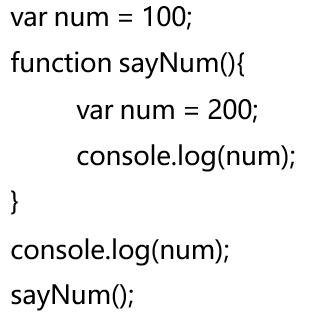 var num = 100;
function sayNum(){
var num = 200;
console.log(num);
}
console.log(num);
sayNum();